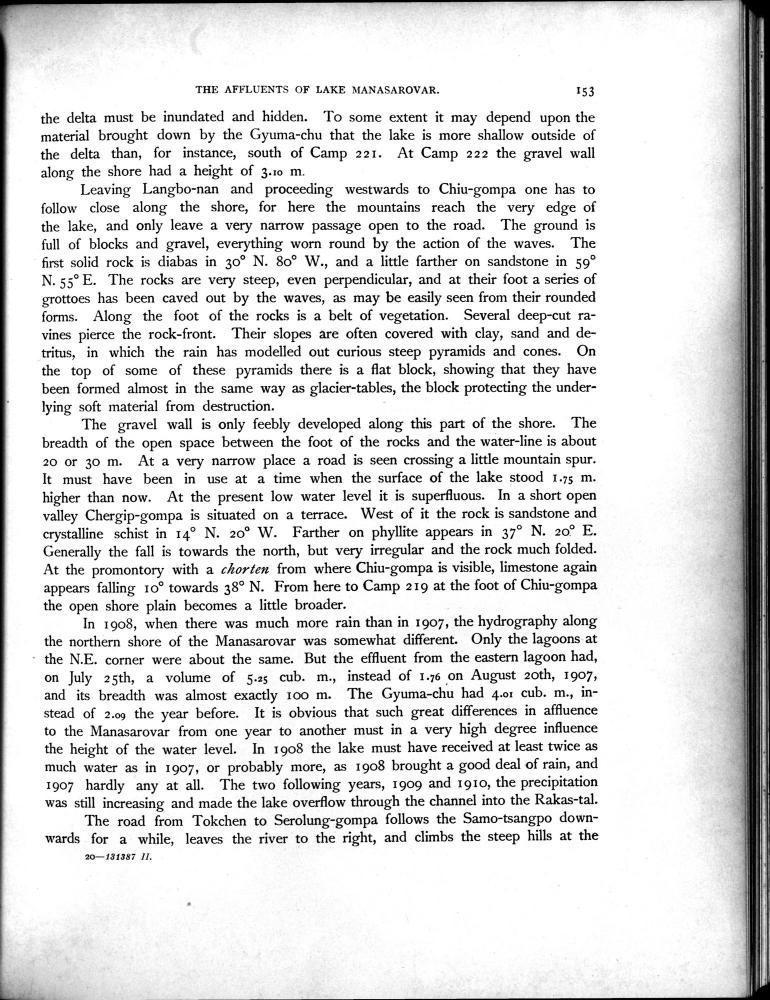 THE AFFLUENTS OF LAKE MANASAROVAR. 153
the delta must be inundated and hidden. To some extent it may depend upon the
material brought down by the Gyuma-chu that the lake is more shallow outside of
the delta than, for instance, south of Camp 221. At Camp 222 the gravel wall
along the shore had a height of 3.10 m.
Leaving Langbo-nan and proceeding westwards to Chiu-gompa one has to
follow close along the shore, for here the mountains reach the very edge of
the lake, and only leave a very narrow passage open to the road. The ground is
full of blocks and gravel, everything worn round by the action of the waves. The
first solid rock is diabas in 30° N. 80° W., and a little farther on sandstone in 59°
N. 55° E. The rocks are very steep, even perpendicular, and at their foot a series of
grottoes has been caved out by the waves, as may be easily seen from their rounded
forms. Along the foot of the rocks is a belt of vegetation. Several deep-cut ra-
vines pierce the rock-front. Their slopes are often covered with clay, sand and de-
tritus, in which the rain has modelled out curious steep pyramids and cones. On
the top of some of these pyramids there is a flat block, showing that they have
been formed almost in the same way as glacier-tables, the block protecting the under-
lying soft material from destruction.
The gravel wall is only feebly developed along this part of the shore. The
breadth of the open space between the foot of the rocks and the water-line is about
20 or 30 m. At a very narrow place a road is seen crossing a little mountain spur.
It must have been in use at a time when the surface of the lake stood 1.75 m.
higher than now. At the present low water level it is superfluous. In a short open
valley Chergip-gompa is situated on a terrace. West of it the rock is sandstone and
crystalline schist in 14° N. 20° W. Farther on phyllite appears in 37° N. 20° E.
Generally the fall is towards the north, but very irregular and the rock much folded.
At the promontory with a chorten from where Chiu-gompa is visible, limestone again
appears falling 10° towards 38° N. From here to Camp 219 at the foot of Chiu-gompa
the open shore plain becomes a little broader.
In 1908, when there was much more rain than in 1907, the hydrography along
the northern shore of the Manasarovar was somewhat different. Only the lagoons at
the N.E. corner were about the same. But the effluent from the eastern lagoon had,
on July 25th, a volume of 5.25 cub. m., instead of 1.76 on August 20th, 1907,
and its breadth was almost exactly 100 m. The Gyuma-chu had 4.01 cub. m., in-
stead of 2.09 the year before. It is obvious that such great differences in affluence
to the Manasarovar from one year to another must in a very high degree influence
the height of the water level. In 1908 the lake must have received at least twice as
much water as in 1907, or probably more, as 1908 brought a good deal of rain, and
1907 hardly any at all. The two following years, 1909 and 1910, the precipitation
was still increasing and made the lake overflow through the channel into the Rakas-tal.
The road from Tokchen to Serolung-gompa follows the Samo-tsangpo down-
wards for a while, leaves the river to the right, and climbs the steep hills at the
20—131387 II.